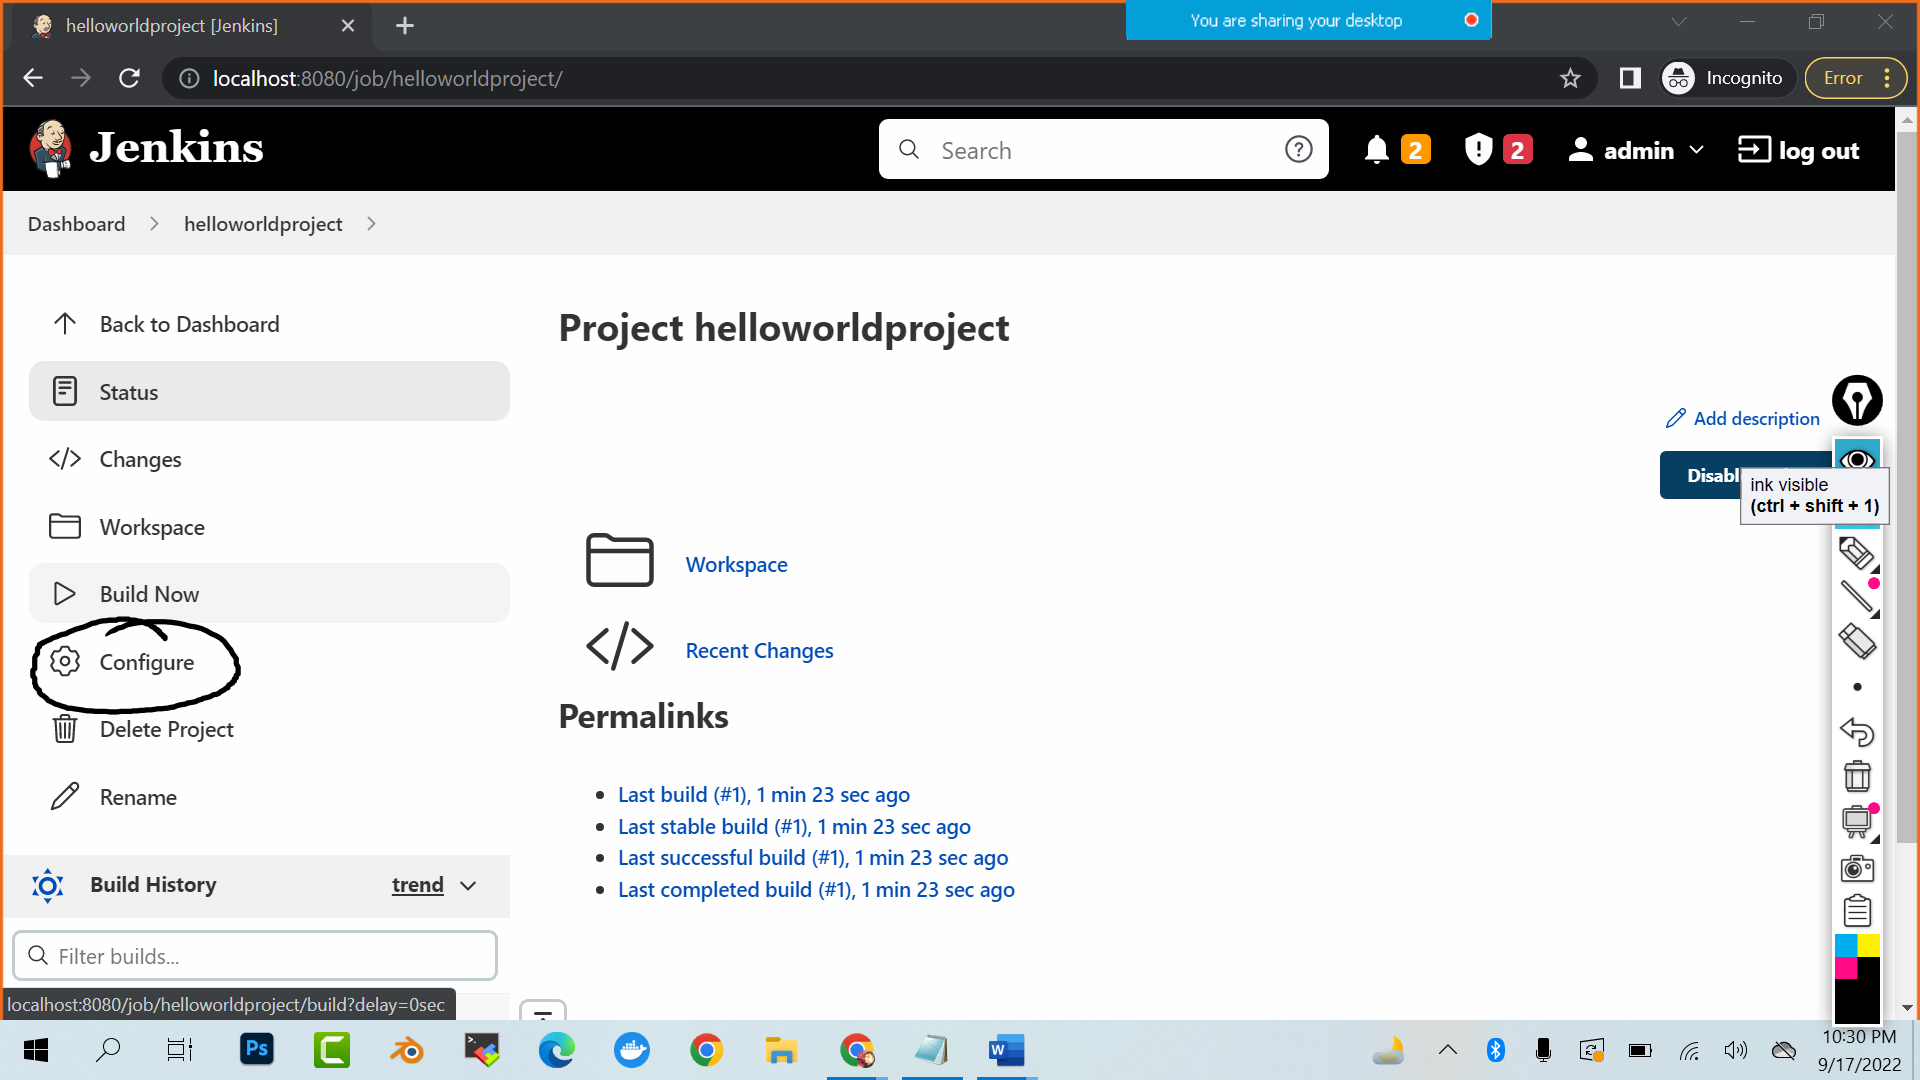 helloworldproject [Jenkins]
You are sharing your desktop
localhost:8080/job/helloworldproject/
Incognito
Error
Jenkins
Search
2
2
admin
log out
Dashboard
helloworldproject
Back to Dashboard
Project helloworldproject
Status
Add description
Changes
Disabl
ink visible
(ctrl + shift + 1)
Workspace
Workspace
Build Now
Recent Changes
Configure
Permalinks
Delete Project
Rename
Last build (#1), 1 min 23 sec ago
Last stable build (#1), 1 min 23 sec ago
Last successful build (#1), 1 min 23 sec ago
Last completed build (#1), 1 min 23 sec ago
Build History
trend
Filter builds...
localhost:8080/job/helloworldproject/build?delay=0sec
Ps
C
W
10:30 PM
9/17/2022